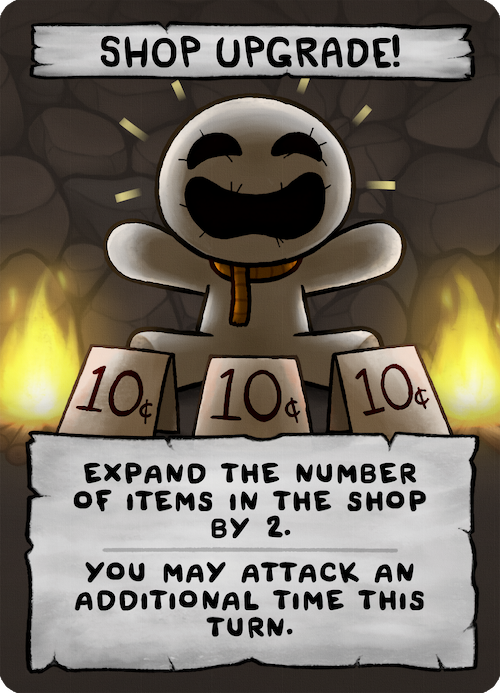 SHOP UPGRADE!
10¢ 10¢ 10¢
EXPAND THE NUMBER
OF ITEMS IN THE SHOP
BY 2.
YOU MAY ATTACK AN
ADDITIONAL TIME THIS
TURN.